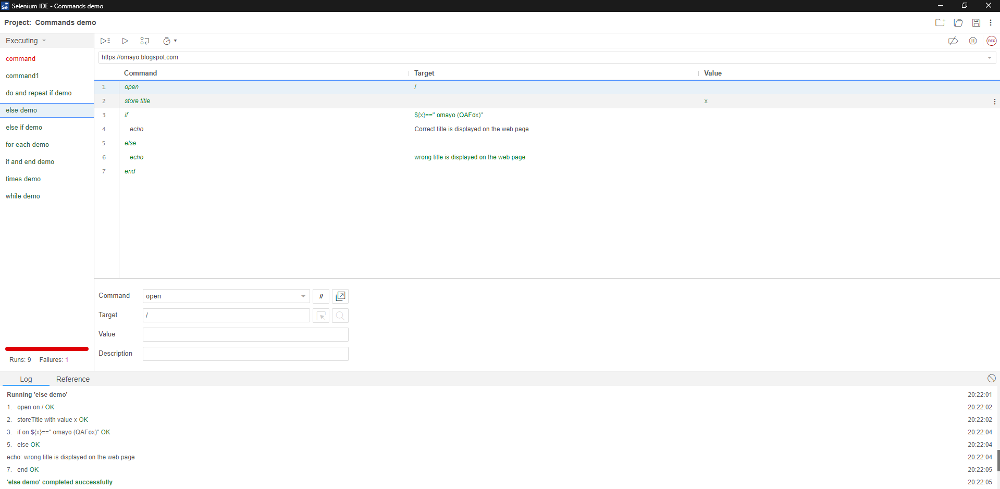 Se Selenium IDE - Commands demo
Project: Commands demo
Executing
https://omayo.blogspot.com
REC
command
command1
do and repeat if demo
else demo
else if demo
for each demo
if and end demo
times demo
while demo
Runs: 9 Failures: 1
Command Target Value
1 open /
2 store title x
3 if ${x}==" omayo (QAFox)"
4 echo Correct title is displayed on the web page
5 else
6 echo wrong title is displayed on the web page
7 end
Command open //
Target /
Value
Description
Log Reference
Running 'else demo' 20:22:01
1. open on / OK 20:22:02
2. storeTitle with value x OK 20:22:02
3. if on ${x}==" omayo (QAFox)" OK 20:22:04
5. else OK 20:22:04
echo: wrong title is displayed on the web page 20:22:04
7. end OK 20:22:05
'else demo' completed successfully 20:22:05